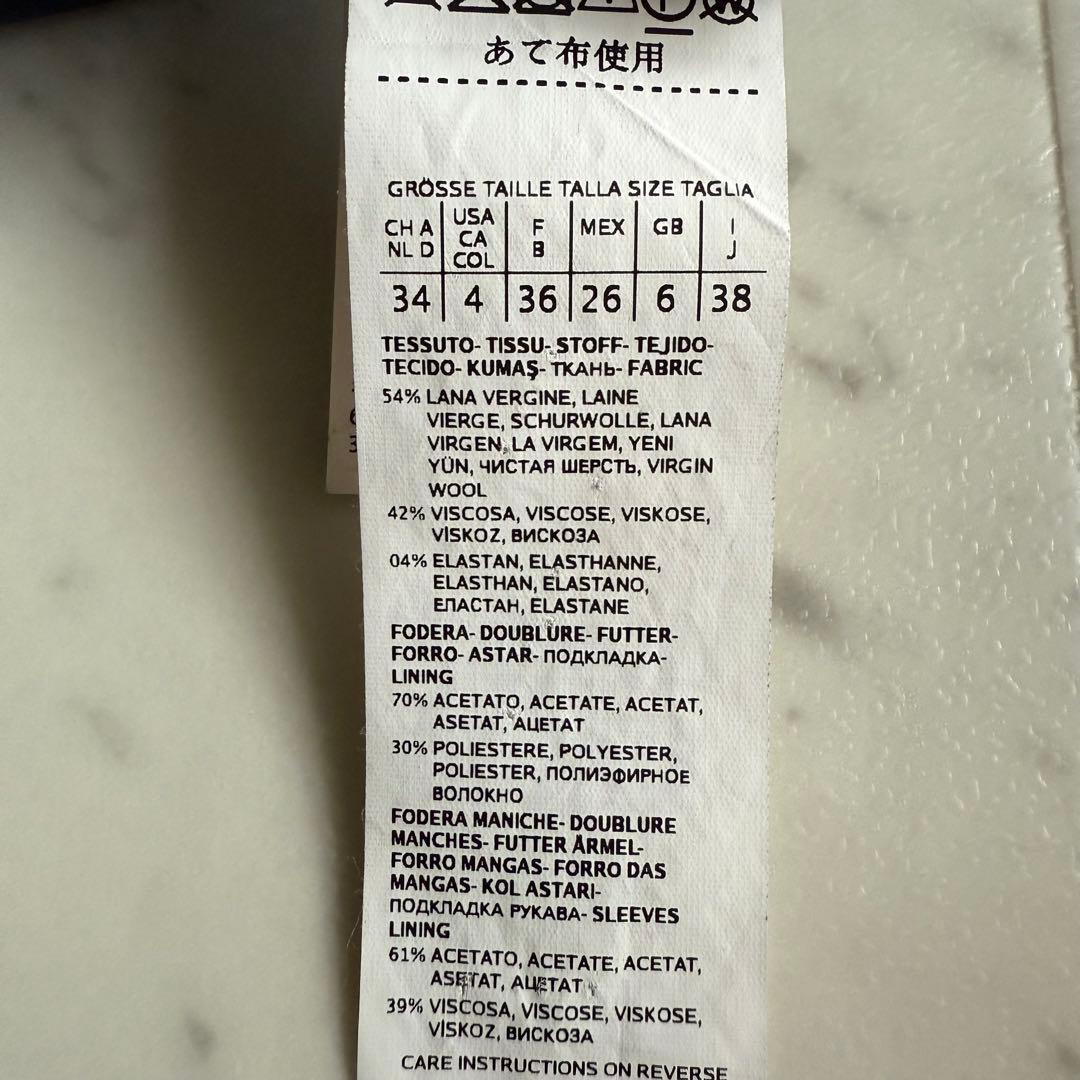 あて布使用
GRÖSSE TAILLE TALLA SIZE TAGLIA
CH A NL D | USA CA COL | F B | MEX | GB | I J
34 | 4 | 36 | 26 | 6 | 38
TESSUTO- TISSU- STOFF- TEJIDO-
TECIDO- KUMAŞ- ТКАНЬ- FABRIC
54% LANA VERGINE, LAINE
VIERGE, SCHURWOLLE, LANA
VIRGEN, LA VIRGEM, YENI
YÜN, ЧИСТАЯ ШЕРСТЬ, VIRGIN
WOOL
42% VISCOSA, VISCOSE, VISKOSE,
VİSKOZ, ВИСКОЗА
04% ELASTAN, ELASTHANNE,
ELASTHAN, ELASTANO,
ЕЛАСТАН, ELASTANE
FODERA- DOUBLURE- FUTTER-
FORRO- ASTAR- ПОДКЛАДКА-
LINING
70% ACETATO, ACETATE, ACETAT,
ASETAT, АЦЕТАТ
30% POLIESTERE, POLYESTER,
POLIESTER, ПОЛИЭФИРНОЕ
ВОЛОКНО
FODERA MANICHE- DOUBLURE
MANCHES- FUTTER ÄRMEL-
FORRO MANGAS- FORRO DAS
MANGAS- KOL ASTARI-
ПОДКЛАДКА РУКАВА- SLEEVES
LINING
61% ACETATO, ACETATE, ACETAT,
ASETAT, АЦЕТАТ
39% VISCOSA, VISCOSE, VISKOSE,
VİSKOZ, ВИСКОЗА
CARE INSTRUCTIONS ON REVERSE